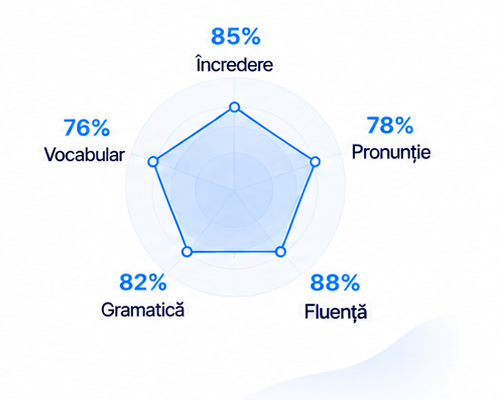 85%
Încredere
78%
Pronunție
88%
Fluență
82%
Gramatică
76%
Vocabular